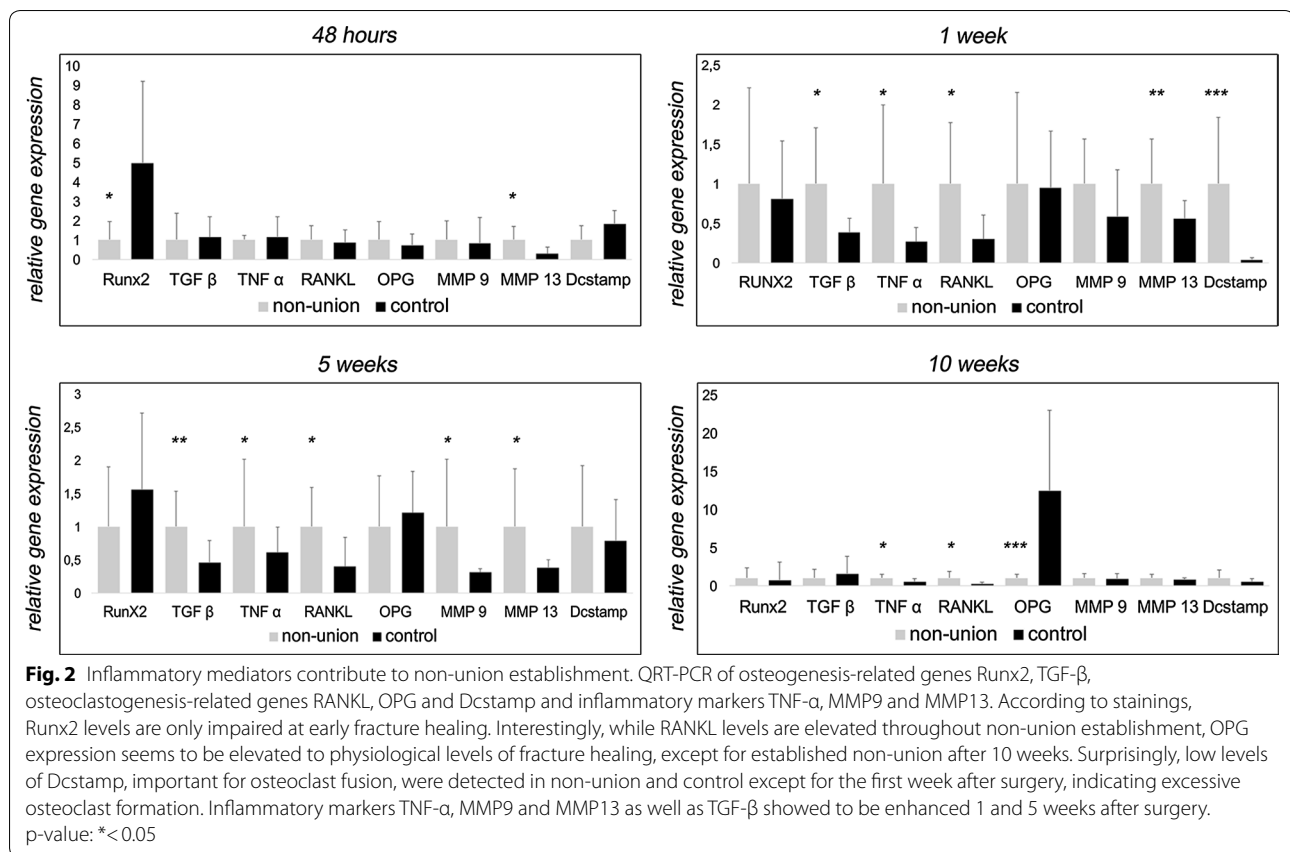 48 hours
relative gene expression
10
9
8
7
6
5
4
3
2
1
0
* *
Runx2 TGF β TNF α RANKL OPG MMP 9 MMP 13 Dcstamp
non-union control
1 week
relative gene expression
2,5
2
1,5
1
0,5
0
* * * ** ***
RUNX2 TGF β TNF α RANKL OPG MMP 9 MMP 13 Dcstamp
non-union control
5 weeks
relative gene expression
3
2,5
2
1,5
1
0,5
0
** * * * *
RunX2 TGF β TNF α RANKL OPG MMP 9 MMP 13 Dcstamp
non-union control
10 weeks
relative gene expression
25
20
15
10
5
0
* * ***
Runx2 TGF β TNF α RANKL OPG MMP 9 MMP 13 Dcstamp
non-union control
Fig. 2 Inflammatory mediators contribute to non-union establishment. QRT-PCR of osteogenesis-related genes Runx2, TGF-β,
osteoclastogenesis-related genes RANKL, OPG and Dcstamp and inflammatory markers TNF-α, MMP9 and MMP13. According to stainings,
Runx2 levels are only impaired at early fracture healing. Interestingly, while RANKL levels are elevated throughout non-union establishment, OPG
expression seems to be elevated to physiological levels of fracture healing, except for established non-union after 10 weeks. Surprisingly, low levels
of Dcstamp, important for osteoclast fusion, were detected in non-union and control except for the first week after surgery, indicating excessive
osteoclast formation. Inflammatory markers TNF-α, MMP9 and MMP13 as well as TGF-β showed to be enhanced 1 and 5 weeks after surgery.
p-value: *< 0.05